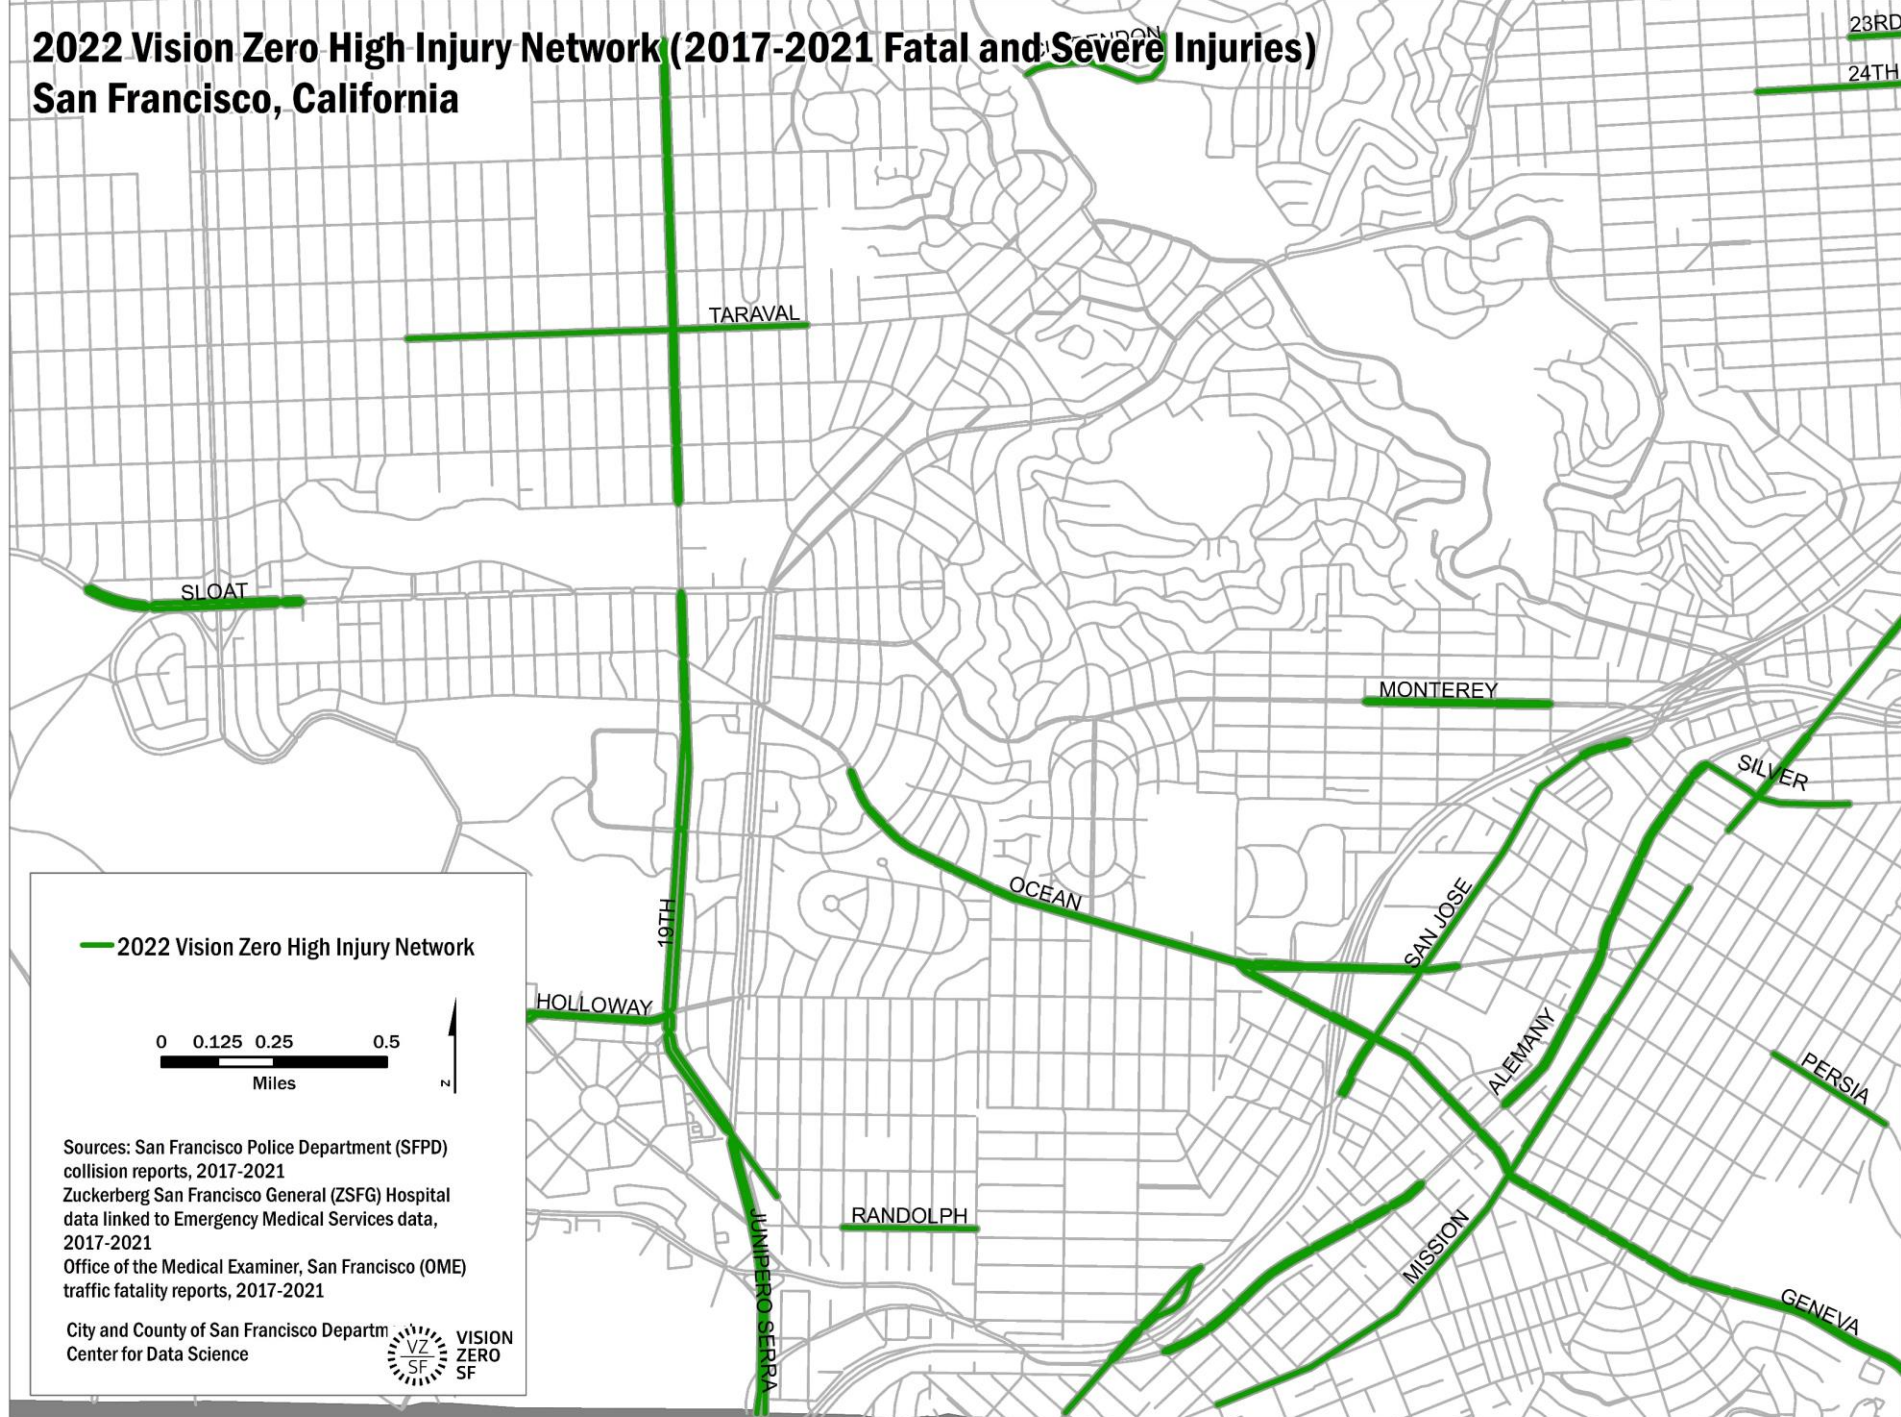 2022 Vision Zero High Injury Network (2017-2021 Fatal and Severe Injuries)
San Francisco, California
23RD
24TH
TARAVAL
SLOAT
MONTEREY
SILVER
OCEAN
SAN JOSE
19TH
HOLLOWAY
ALEMANY
PERSIA
RANDOLPH
MISSION
JUNIPERO SERRA
GENEVA
2022 Vision Zero High Injury Network
0 0.125 0.25 0.5
Miles
N
Sources: San Francisco Police Department (SFPD)
collision reports, 2017-2021
Zuckerberg San Francisco General (ZSFG) Hospital
data linked to Emergency Medical Services data,
2017-2021
Office of the Medical Examiner, San Francisco (OME)
traffic fatality reports, 2017-2021
City and County of San Francisco Departm
Center for Data Science
VZ
SF
VISION
ZERO
SF